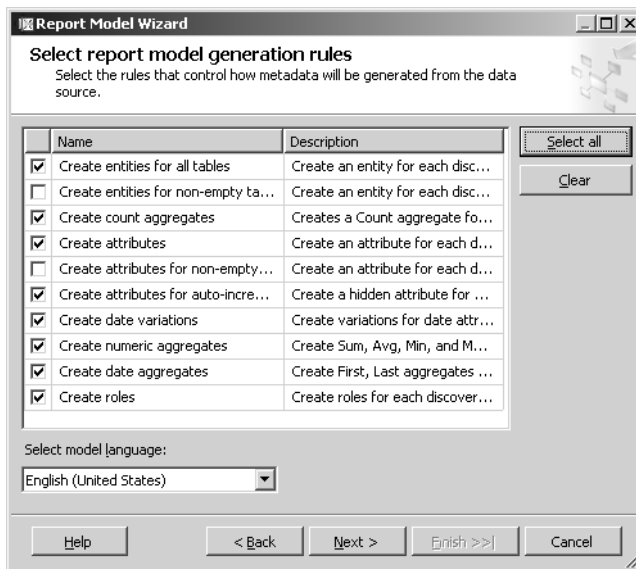 Report Model Wizard
Select report model generation rules
Select the rules that control how metadata will be generated from the data
source.
Name Description
Create entities for all tables Create an entity for each disc...
Create entities for non-empty ta... Create an entity for each disc...
Create count aggregates Creates a Count aggregate fo...
Create attributes Create an attribute for each d...
Create attributes for non-empty... Create an attribute for each d...
Create attributes for auto-incre... Create a hidden attribute for ...
Create date variations Create variations for date attr...
Create numeric aggregates Create Sum, Avg, Min, and M...
Create date aggregates Create First, Last aggregates ...
Create roles Create roles for each discover...
Select all
Clear
Select model language:
English (United States)
Help < Back Next > Finish >>| Cancel